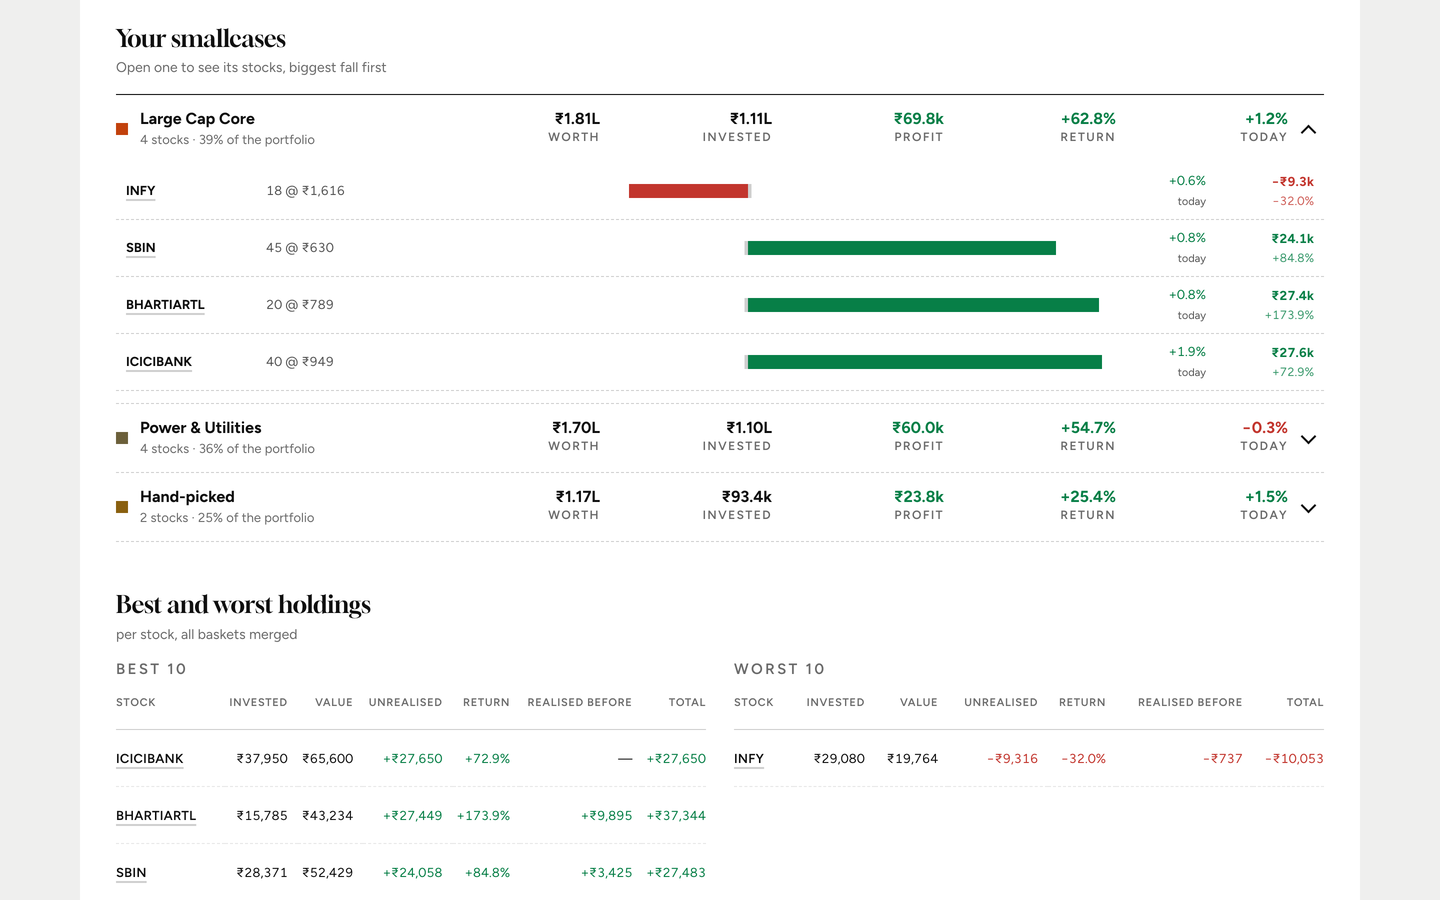 Your smallcases
Open one to see its stocks, biggest fall first
Large Cap Core ₹1.81L ₹1.11L ₹69.8k +62.8% +1.2%
4 stocks · 39% of the portfolio WORTH INVESTED PROFIT RETURN TODAY
INFY 18 @ ₹1,616 +0.6% −₹9.3k
today −32.0%
SBIN 45 @ ₹630 +0.8% ₹24.1k
today +84.8%
BHARTIARTL 20 @ ₹789 +0.8% ₹27.4k
today +173.9%
ICICIBANK 40 @ ₹949 +1.9% ₹27.6k
today +72.9%
Power & Utilities ₹1.70L ₹1.10L ₹60.0k +54.7% −0.3%
4 stocks · 36% of the portfolio WORTH INVESTED PROFIT RETURN TODAY
Hand-picked ₹1.17L ₹93.4k ₹23.8k +25.4% +1.5%
2 stocks · 25% of the portfolio WORTH INVESTED PROFIT RETURN TODAY
Best and worst holdings
per stock, all baskets merged
BEST 10
STOCK INVESTED VALUE UNREALISED RETURN REALISED BEFORE TOTAL
ICICIBANK ₹37,950 ₹65,600 +₹27,650 +72.9% — +₹27,650
BHARTIARTL ₹15,785 ₹43,234 +₹27,449 +173.9% +₹9,895 +₹37,344
SBIN ₹28,371 ₹52,429 +₹24,058 +84.8% +₹3,425 +₹27,483
WORST 10
STOCK INVESTED VALUE UNREALISED RETURN REALISED BEFORE TOTAL
INFY ₹29,080 ₹19,764 −₹9,316 −32.0% −₹737 −₹10,053